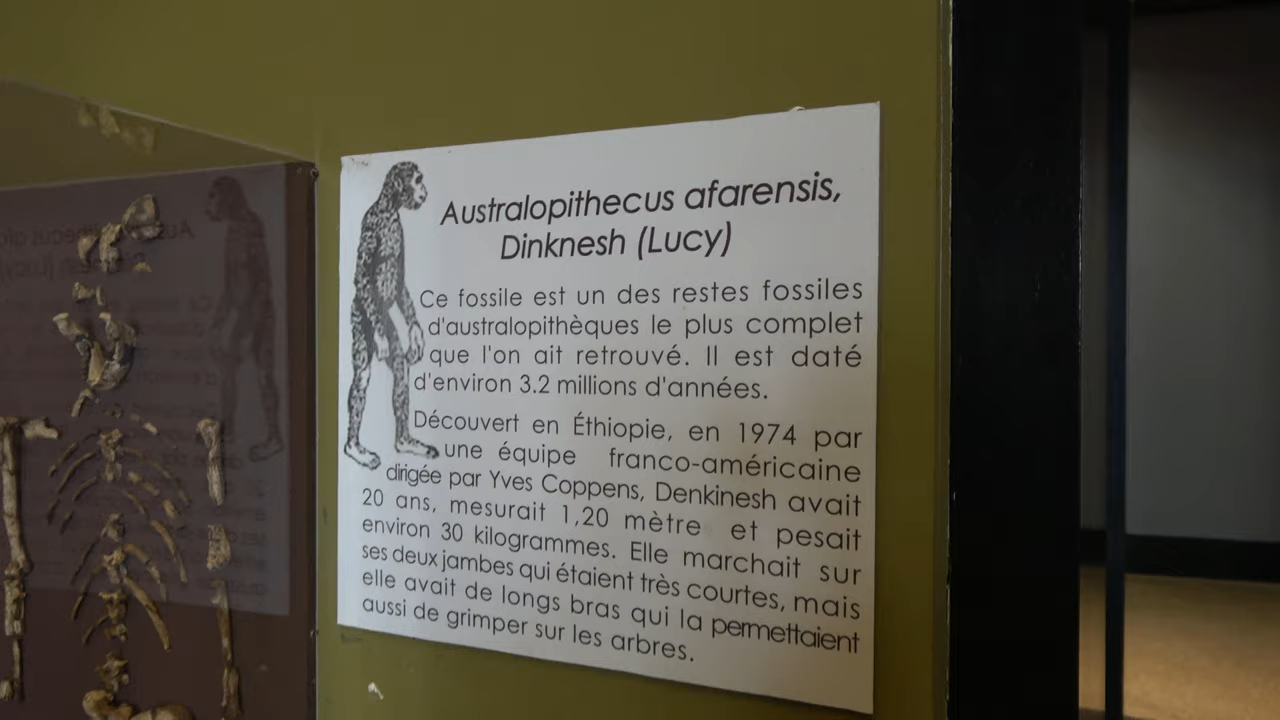 Australopithecus afarensis,
Dinknesh (Lucy)
Ce fossile est un des restes fossiles
d'australopithèques le plus complet
que l'on ait retrouvé. Il est daté
d'environ 3.2 millions d'années.
Découvert en Éthiopie, en 1974 par
une équipe franco-américaine
dirigée par Yves Coppens, Denkinesh avait
20 ans, mesurait 1,20 mètre et pesait
environ 30 kilogrammes. Elle marchait sur
ses deux jambes qui étaient très courtes, mais
elle avait de longs bras qui la permettaient
aussi de grimper sur les arbres.